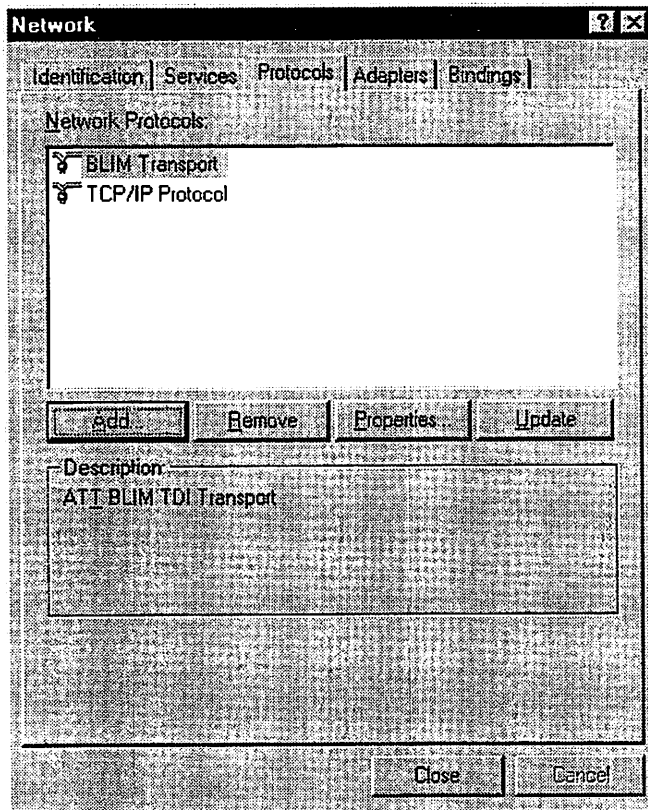 Network
Identification Services Protocols Adapters Bindings
Network Protocols:
BLIM Transport
TCP/IP Protocol
Add... Remove Properties... Update
Description:
ATT BLIM TDI Transport
Close Cancel